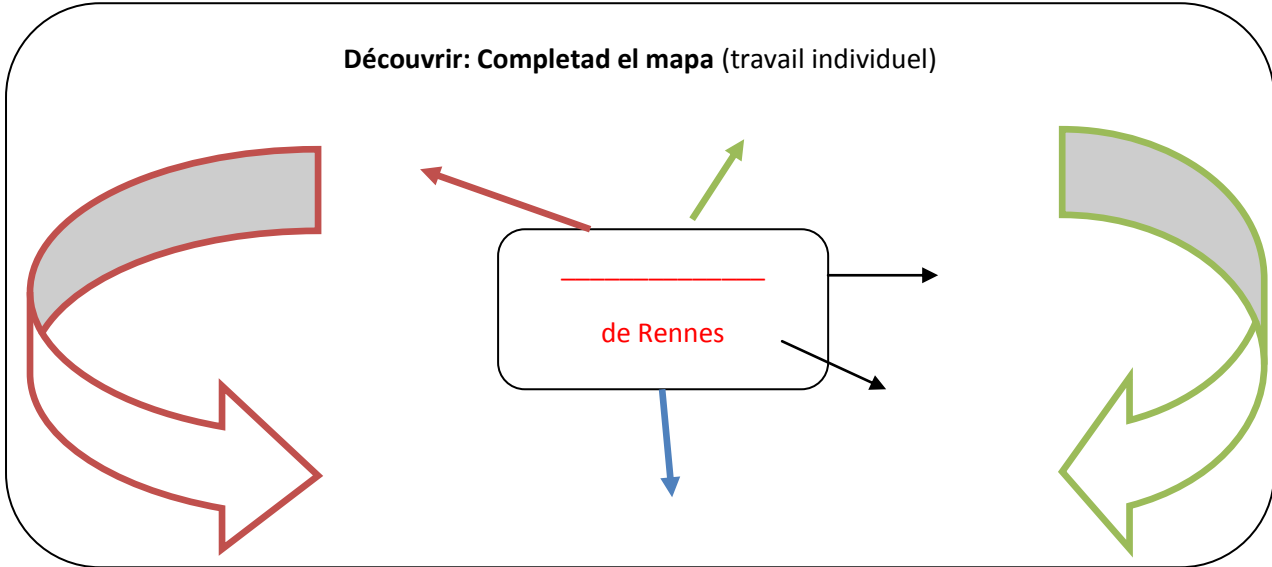 Découvrir: Completad el mapa (travail individuel)
______________
de Rennes